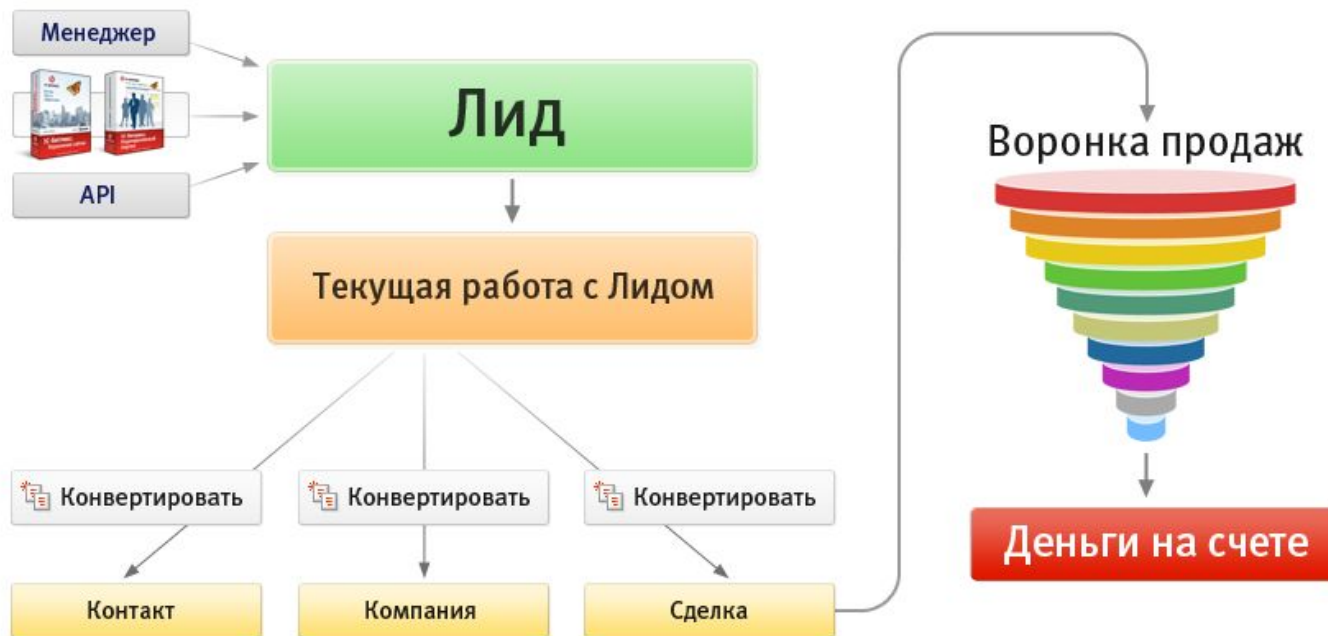 Менеджер
API
Лид
Текущая работа с Лидом
Конвертировать
Конвертировать
Конвертировать
Контакт
Компания
Сделка
Воронка продаж
Деньги на счете